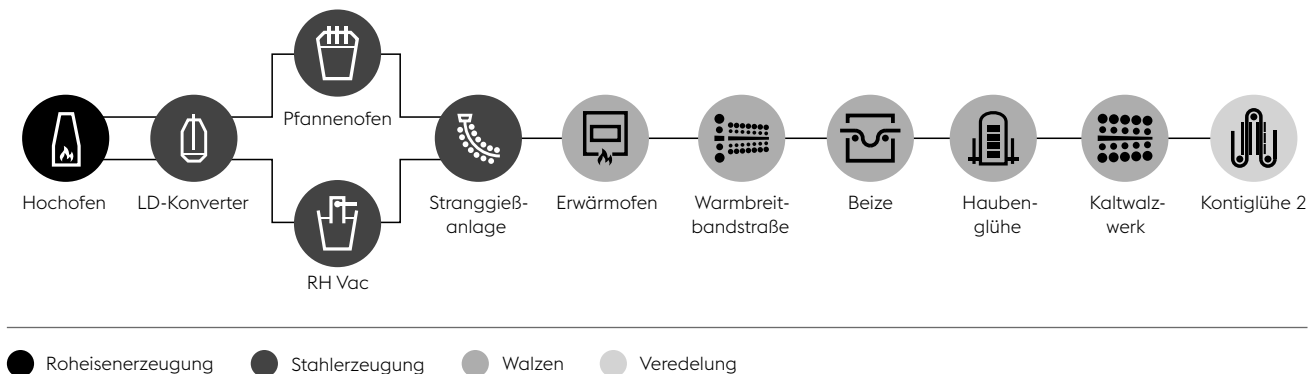 Pfannenofen
Hochofen
LD-Konverter
Stranggieß-
anlage
Erwärmofen
Warmbreit-
bandstraße
Beize
Hauben-
glühe
Kaltwalz-
werk
Kontiglühe 2
RH Vac
Roheisenerzeugung
Stahlerzeugung
Walzen
Veredelung